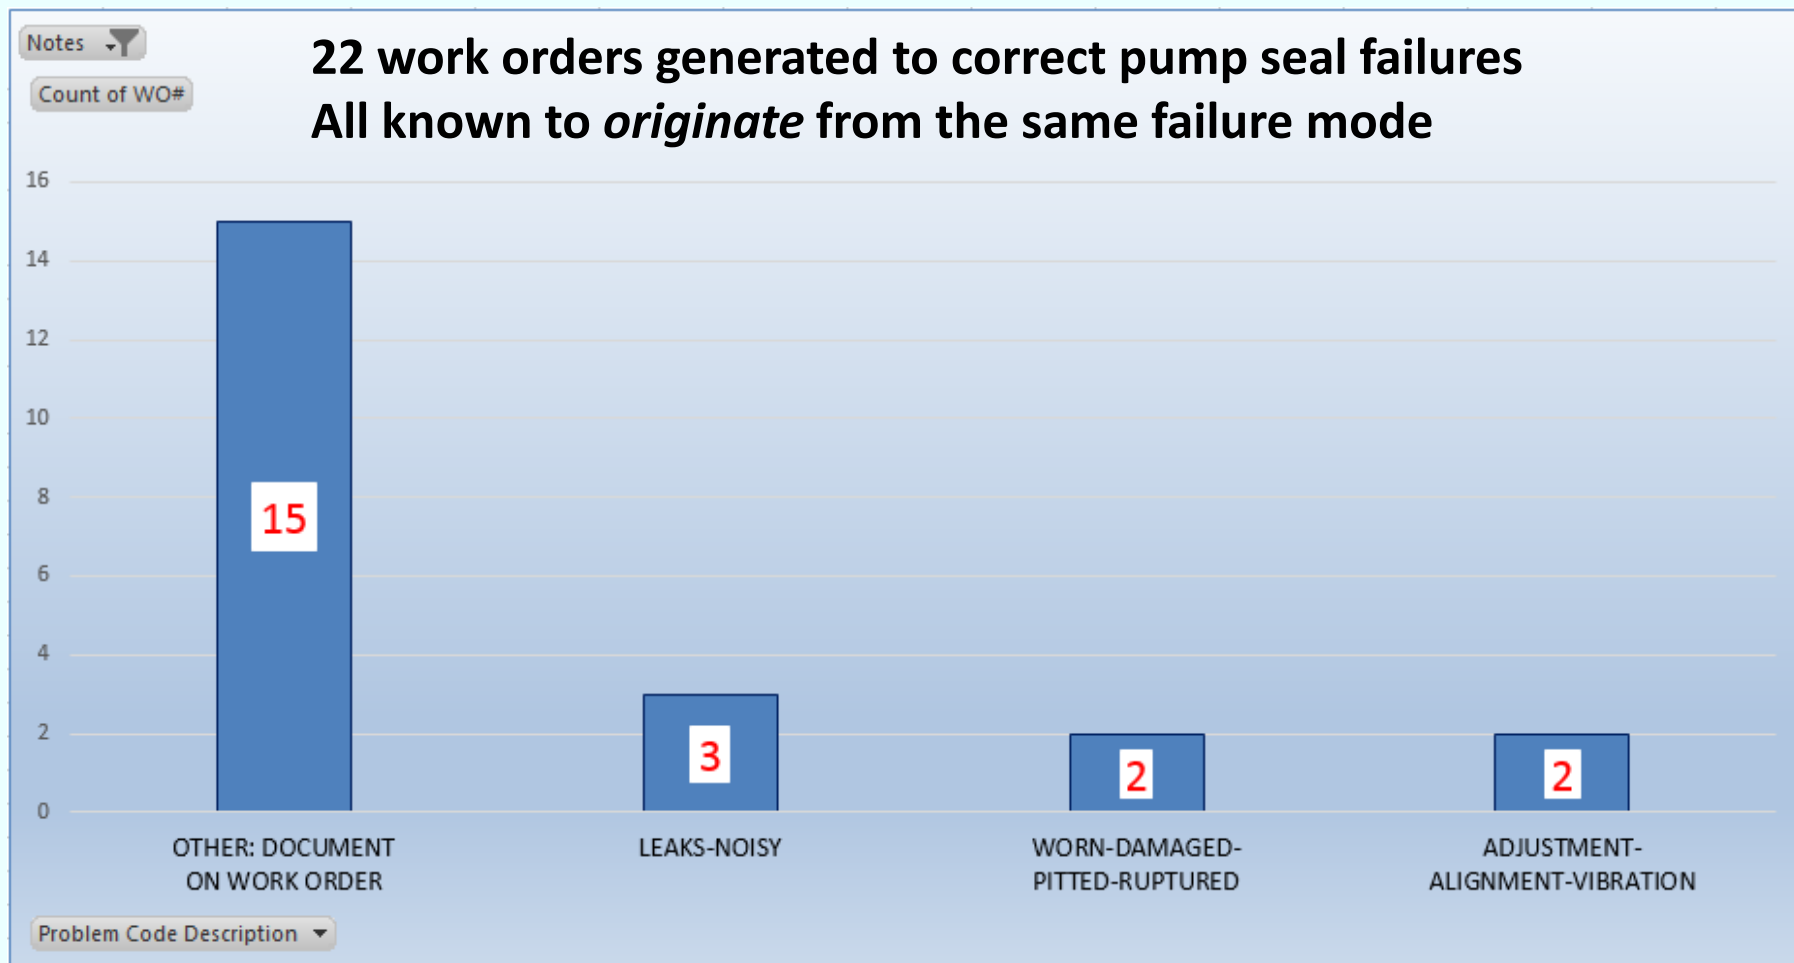 Notes
Count of WO#
22 work orders generated to correct pump seal failures
All known to originate from the same failure mode
16
14
12
10
8
6
4
2
0
15
3
2
2
OTHER: DOCUMENT
ON WORK ORDER
LEAKS-NOISY
WORN-DAMAGED-
PITTED-RUPTURED
ADJUSTMENT-
ALIGNMENT-VIBRATION
Problem Code Description